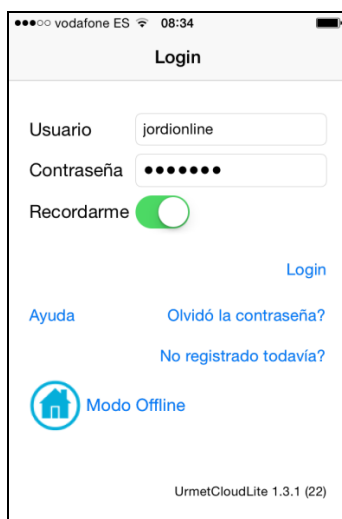 vodafone ES 08:34
Login
Usuario jordionline
Contraseña •••••••
Recordarme
Login
Ayuda Olvidó la contraseña?
No registrado todavía?
Modo Offline
UrmetCloudLite 1.3.1 (22)